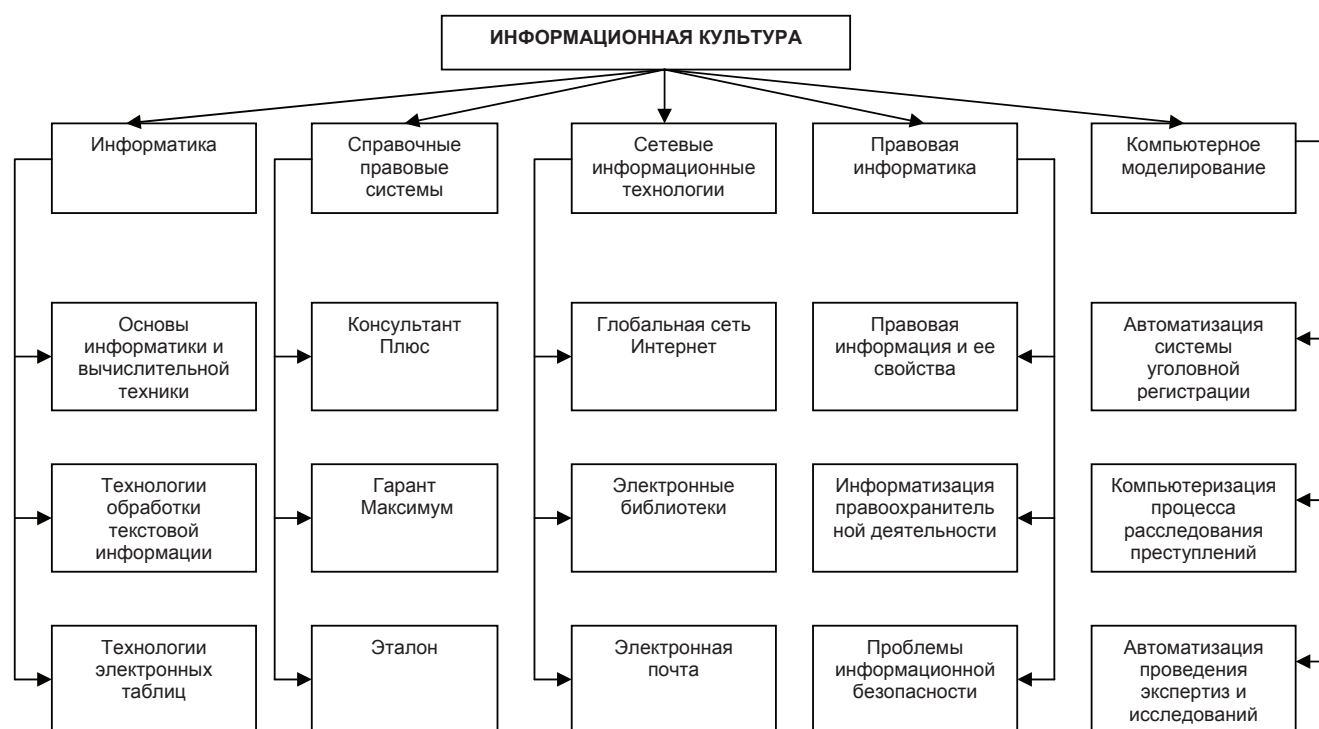 ИНФОРМАЦИОННАЯ КУЛЬТУРА
Информатика
Справочные
правовые
системы
Сетевые
информационные
технологии
Правовая
информатика
Компьютерное
моделирование
Основы
информатики и
вычислительной
техники
Консультант
Плюс
Глобальная сеть
Интернет
Правовая
информация и ее
свойства
Автоматизация
системы
уголовной
регистрации
Технологии
обработки
текстовой
информации
Гарант
Максимум
Электронные
библиотеки
Информатизация
правоохранитель
ной деятельности
Компьютеризация
процесса
расследования
преступлений
Технологии
электронных
таблиц
Эталон
Электронная
почта
Проблемы
информационной
безопасности
Автоматизация
проведения
экспертиз и
исследований